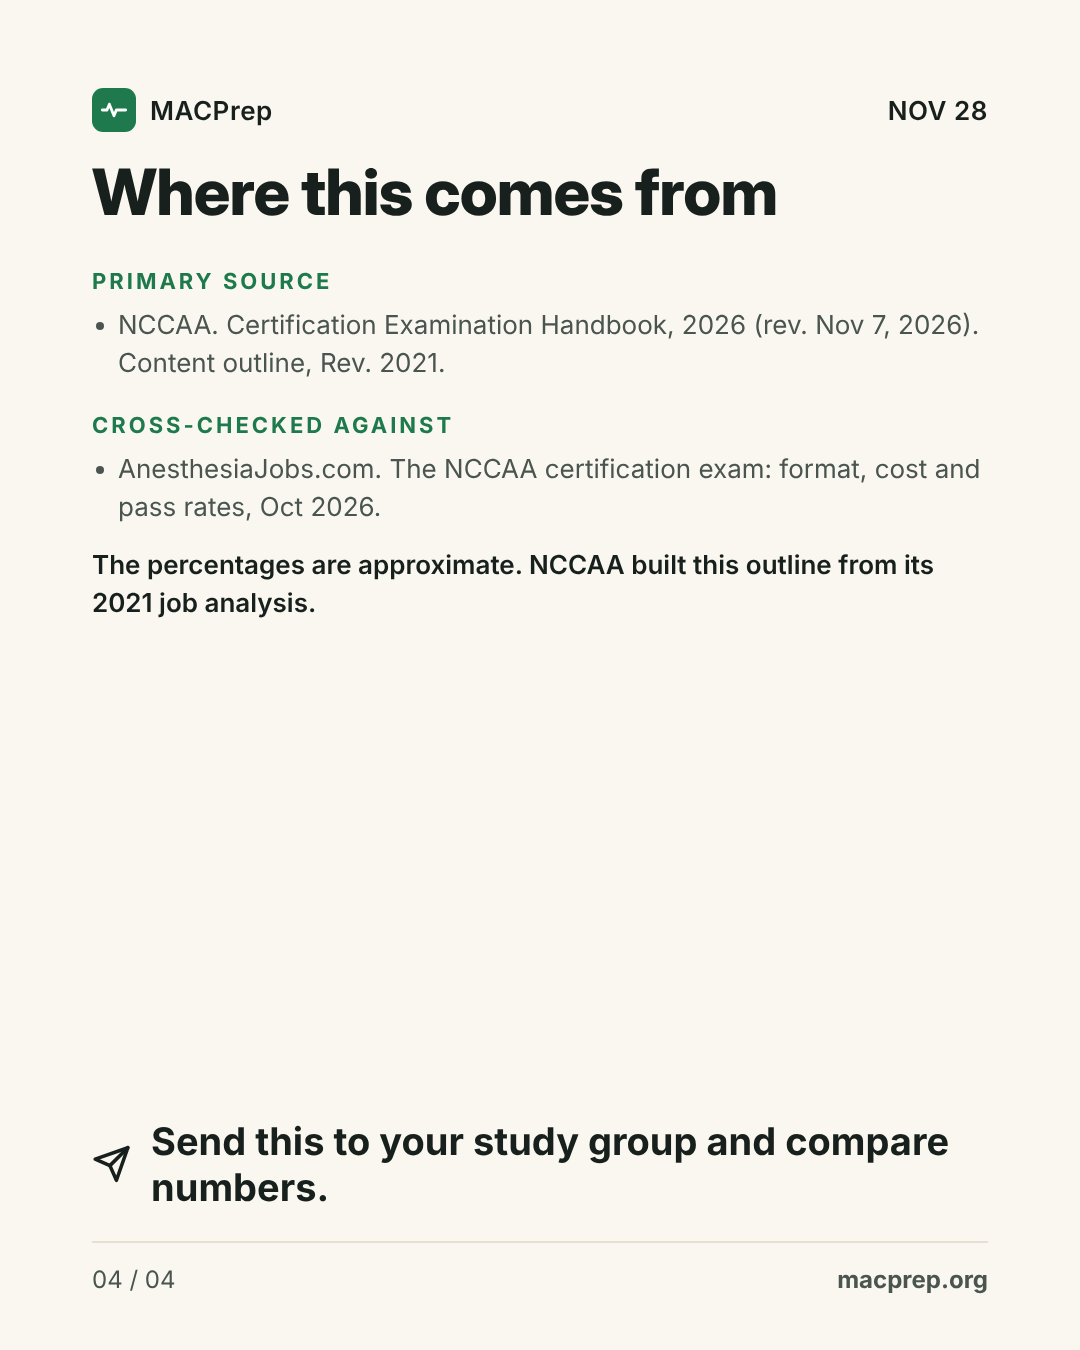 MACPrep
NOV 28
Where this comes from
PRIMARY SOURCE
• NCCAA. Certification Examination Handbook, 2026 (rev. Nov 7, 2026).
Content outline, Rev. 2021.
CROSS-CHECKED AGAINST
• AnesthesiaJobs.com. The NCCAA certification exam: format, cost and
pass rates, Oct 2026.
The percentages are approximate. NCCAA built this outline from its
2021 job analysis.
Send this to your study group and compare
numbers.
04 / 04
macprep.org